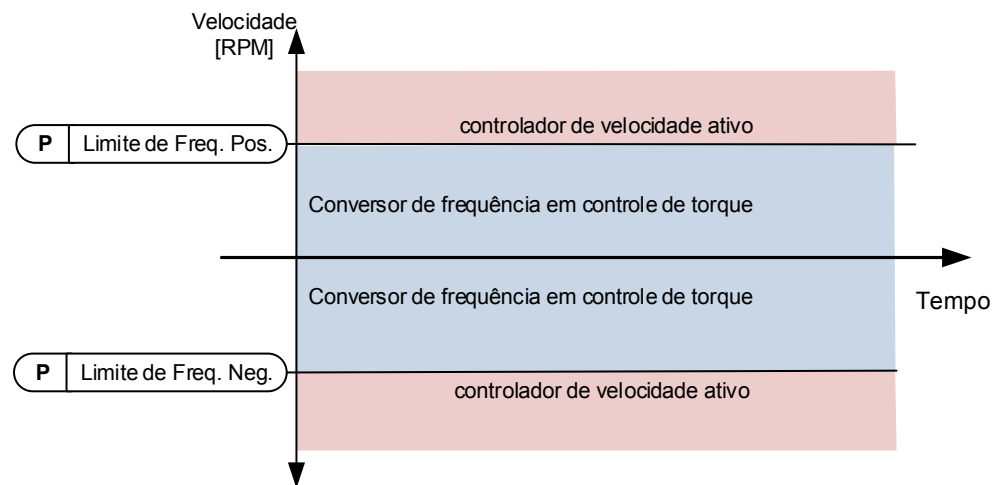 Velocidade
[RPM]
controlador de velocidade ativo
P Limite de Freq. Pos.
Conversor de frequência em controle de torque
Conversor de frequência em controle de torque
Tempo
P Limite de Freq. Neg.
controlador de velocidade ativo